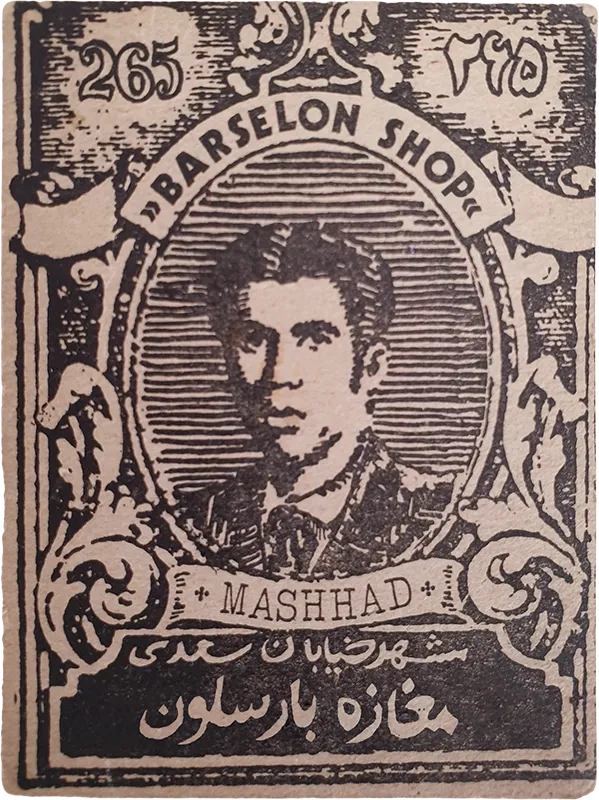 265 ۲۶۵
»BARSELON SHOP«
MASHHAD
مشهد خیابان سعدی
مغازه بارسلون